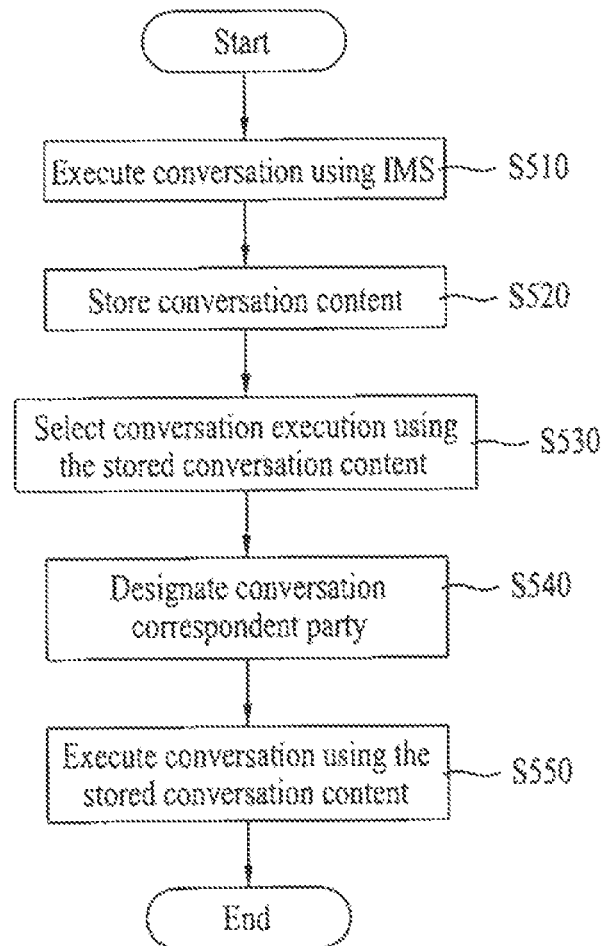 Start
Execute conversation using IMS
S510
Store conversation content
S520
Select conversation execution using
the stored conversation content
S530
Designate conversation
correspondent party
S540
Execute conversation using the
stored conversation content
S550
End